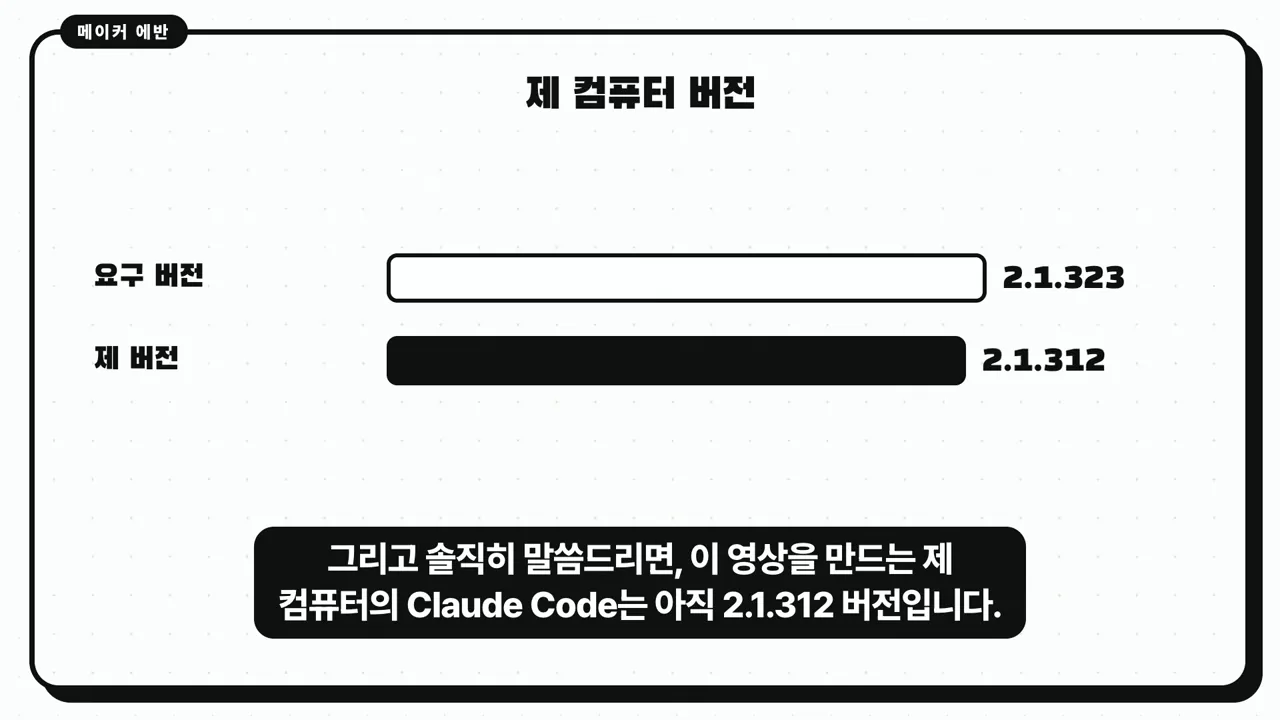 메이커 에반
제 컴퓨터 버전
요구 버전
2.1.323
제 버전
2.1.312
그리고 솔직히 말씀드리면, 이 영상을 만드는 제
컴퓨터의 Claude Code는 아직 2.1.312 버전입니다.